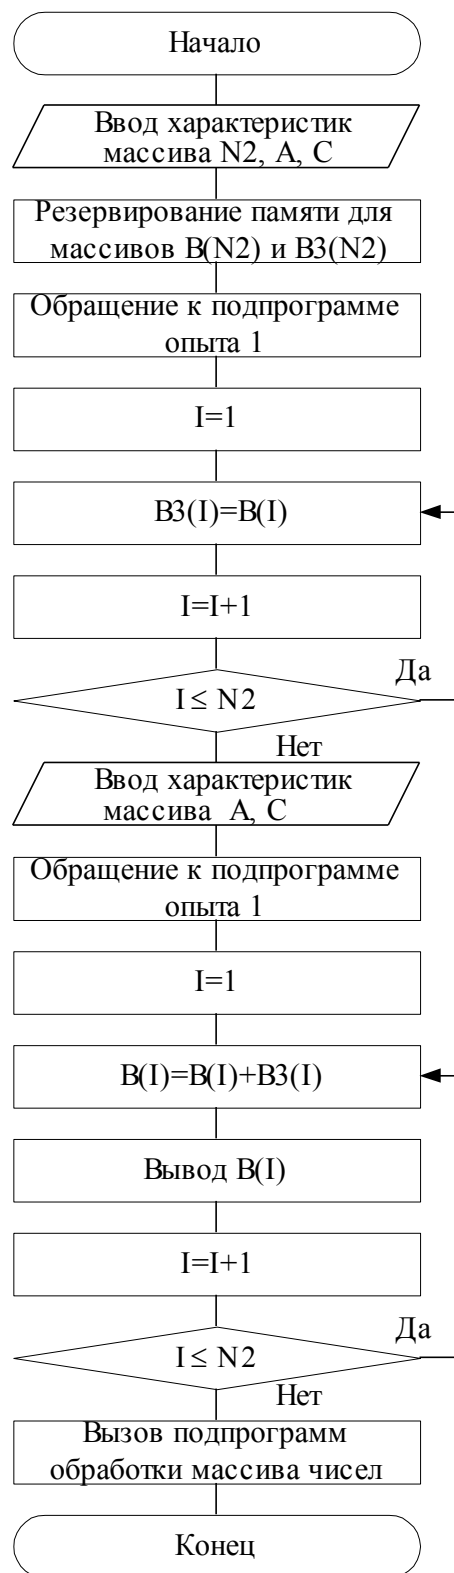 Начало
Ввод характеристик
массива N2, A, C
Резервирование памяти для
массивов B(N2) и B3(N2)
Обращение к подпрограмме
опыта 1
I=1
B3(I)=B(I)
I=I+1
Да
I ≤ N2
Нет
Ввод характеристик
массива A, C
Обращение к подпрограмме
опыта 1
I=1
B(I)=B(I)+B3(I)
Вывод B(I)
I=I+1
Да
I ≤ N2
Нет
Вызов подпрограмм
обработки массива чисел
Конец